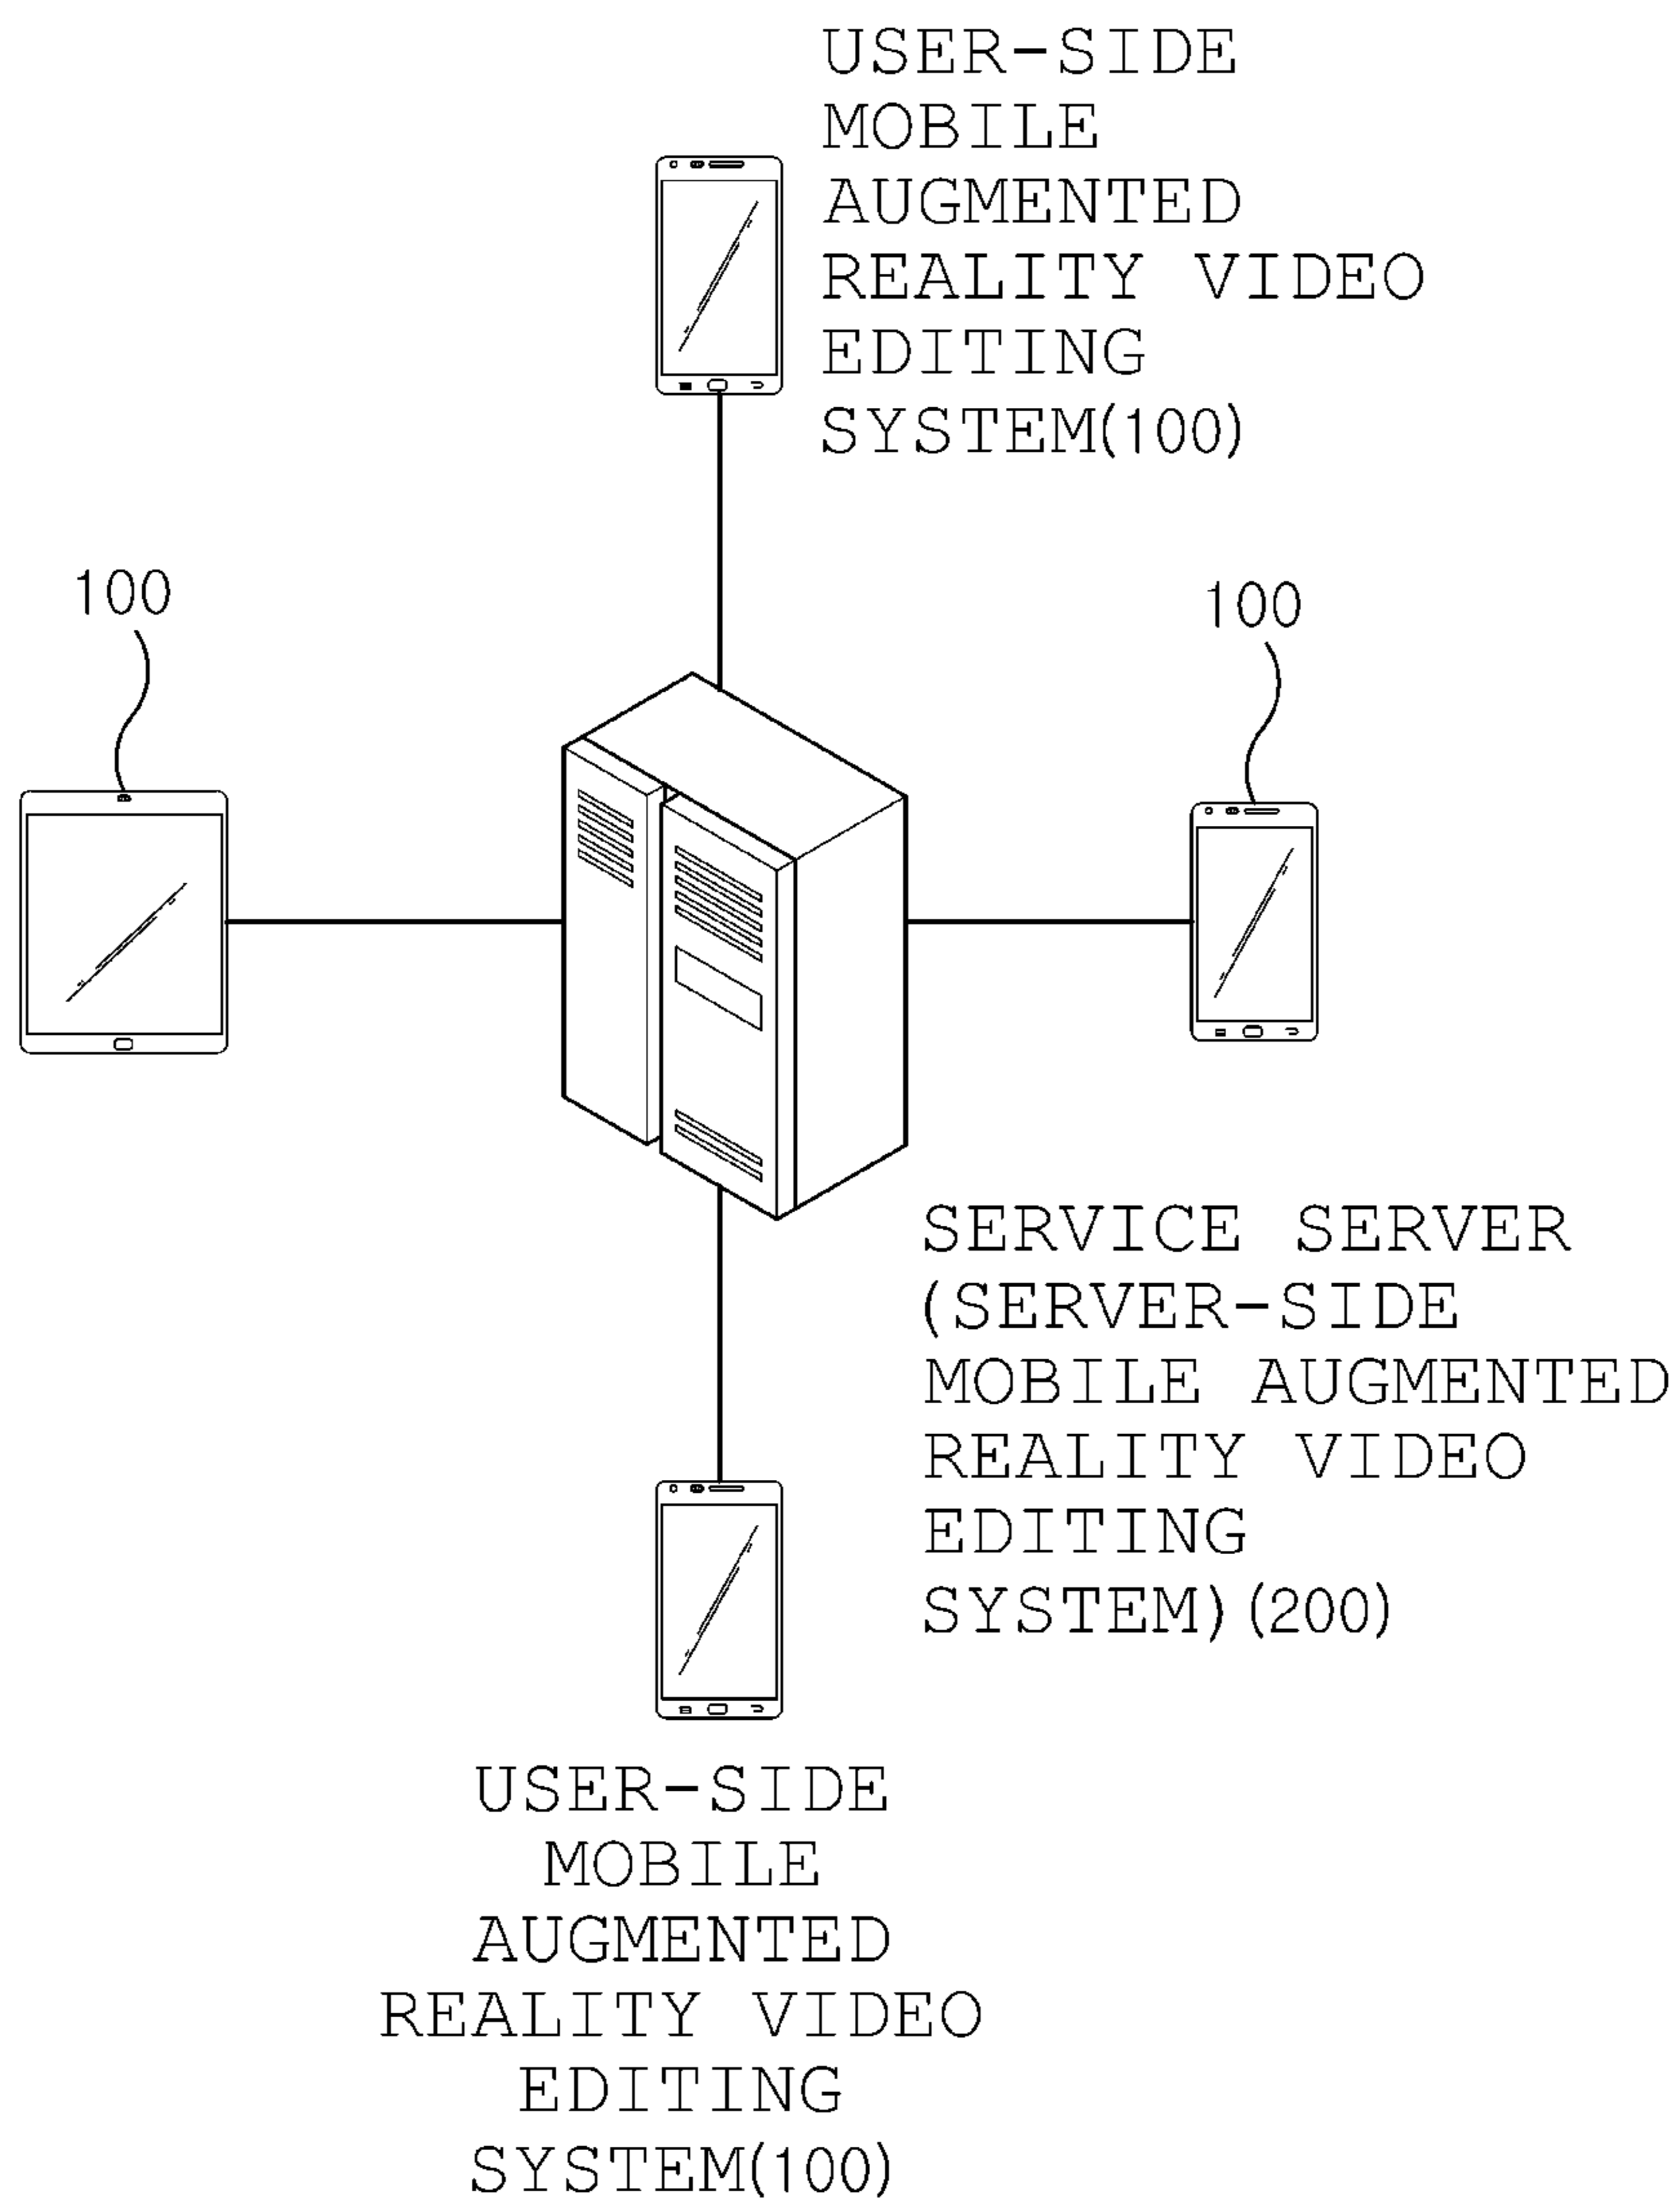 USER-SIDE
MOBILE
AUGMENTED
REALITY VIDEO
EDITING
SYSTEM(100)
100
100
SERVICE SERVER
(SERVER-SIDE
MOBILE AUGMENTED
REALITY VIDEO
EDITING
SYSTEM)(200)
USER-SIDE
MOBILE
AUGMENTED
REALITY VIDEO
EDITING
SYSTEM(100)